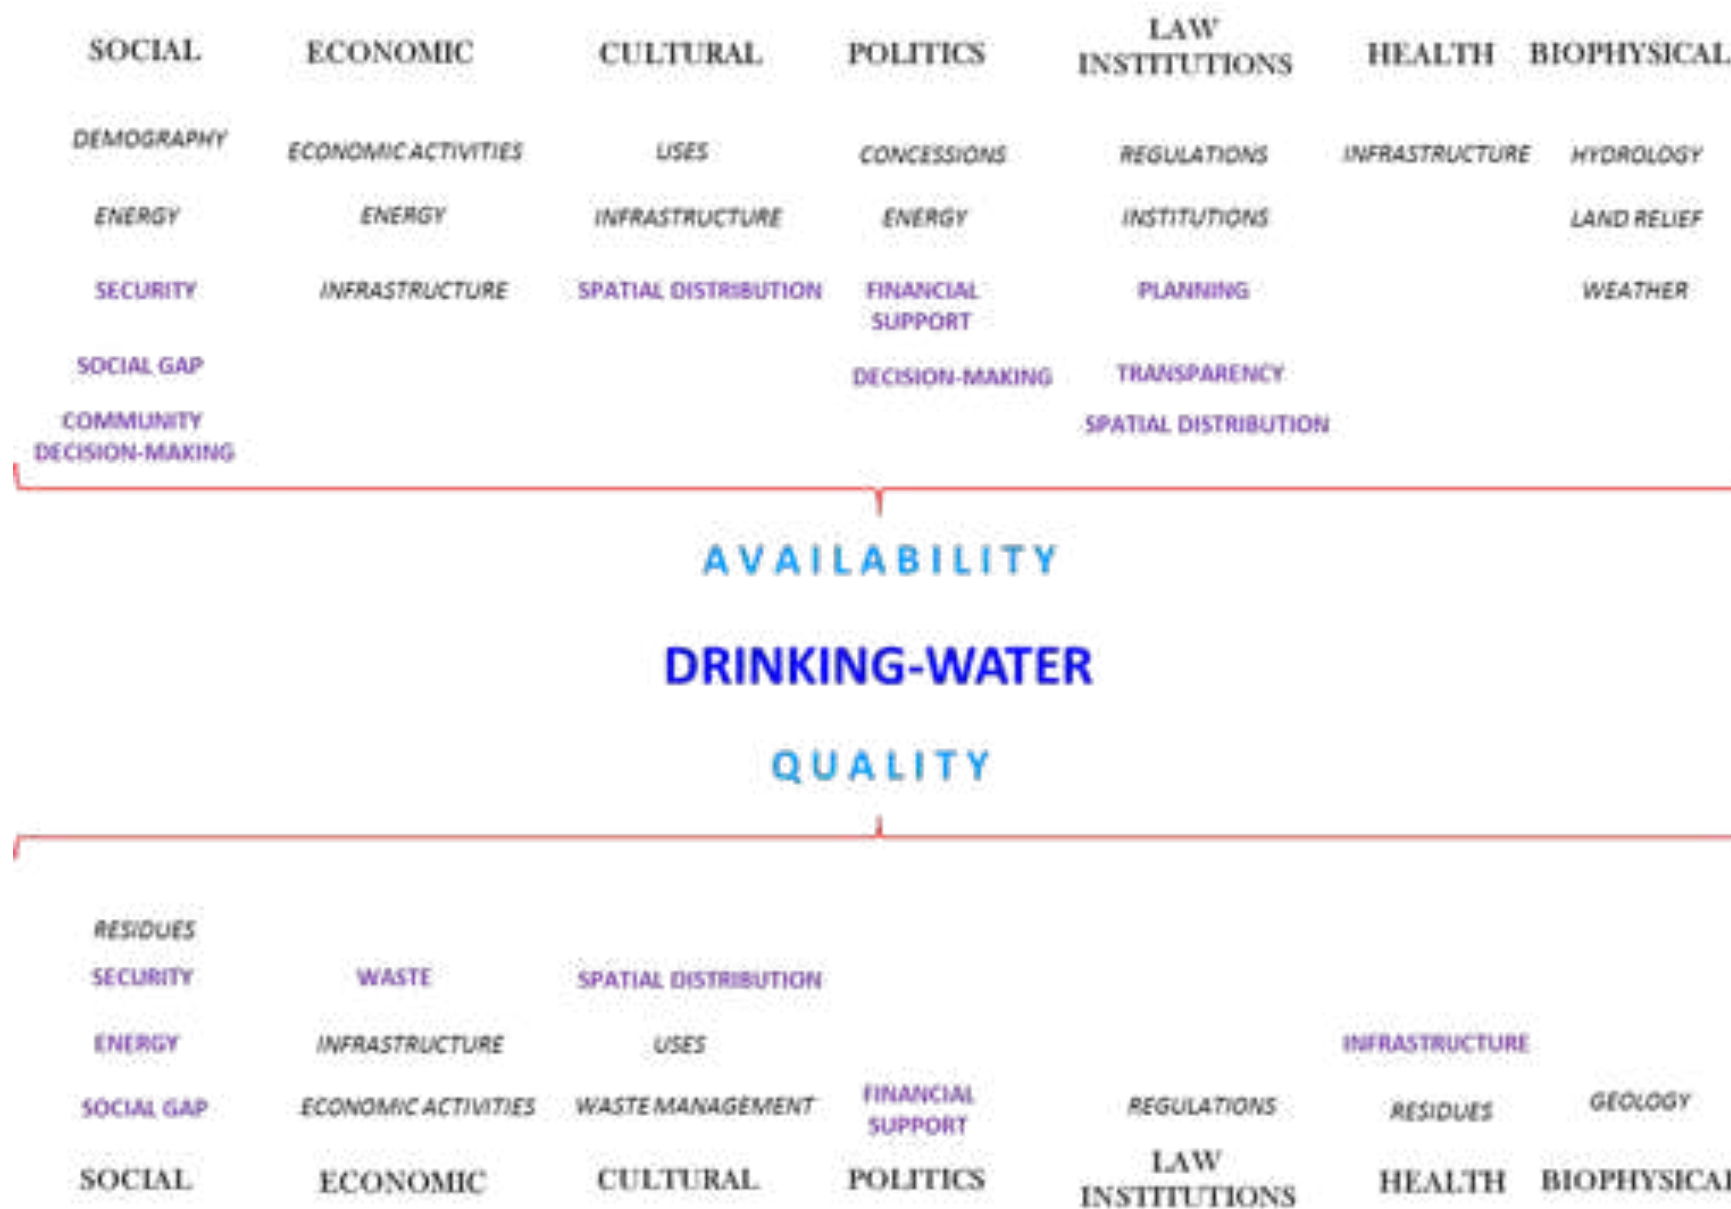 SOCIAL ECONOMIC CULTURAL POLITICS LAW INSTITUTIONS HEALTH BIOPHYSICAL
DEMOGRAPHY ECONOMIC ACTIVITIES USES CONCESSIONS REGULATIONS INFRASTRUCTURE HYDROLOGY
ENERGY ENERGY INFRASTRUCTURE ENERGY INSTITUTIONS LAND RELIEF
SECURITY INFRASTRUCTURE SPATIAL DISTRIBUTION FINANCIAL SUPPORT PLANNING WEATHER
SOCIAL GAP DECISION-MAKING TRANSPARENCY
COMMUNITY DECISION-MAKING SPATIAL DISTRIBUTION
AVAILABILITY
DRINKING-WATER
QUALITY
RESIDUES
SECURITY WASTE SPATIAL DISTRIBUTION
ENERGY INFRASTRUCTURE USES INFRASTRUCTURE
SOCIAL GAP ECONOMIC ACTIVITIES WASTE MANAGEMENT FINANCIAL SUPPORT REGULATIONS RESIDUES GEOLOGY
SOCIAL ECONOMIC CULTURAL POLITICS LAW INSTITUTIONS HEALTH BIOPHYSICAL